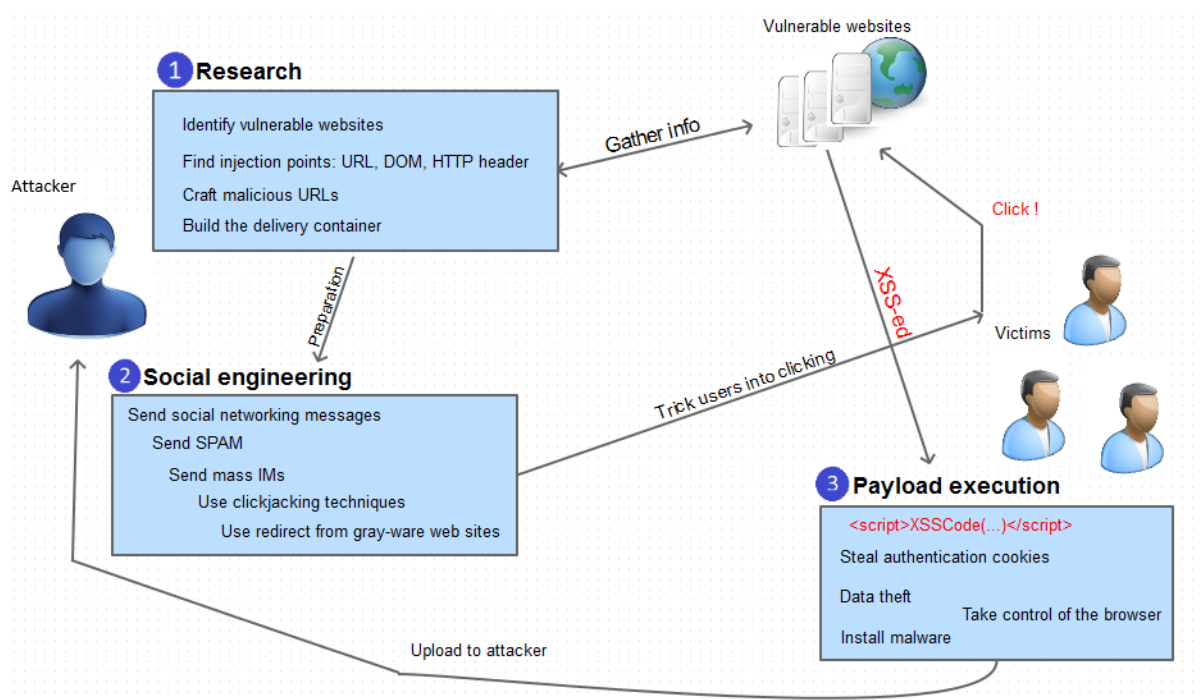 Vulnerable websites
1 Research
Identify vulnerable websites
Find injection points: URL, DOM, HTTP header
Craft malicious URLs
Build the delivery container
Gather info
Attacker
Click !
Preparation
XSS-ed
Victims
2 Social engineering
Send social networking messages
Send SPAM
Send mass IMs
Use clickjacking techniques
Use redirect from gray-ware web sites
Trick users into clicking
3 Payload execution
<script>XSSCode(...)</script>
Steal authentication cookies
Data theft
Take control of the browser
Install malware
Upload to attacker